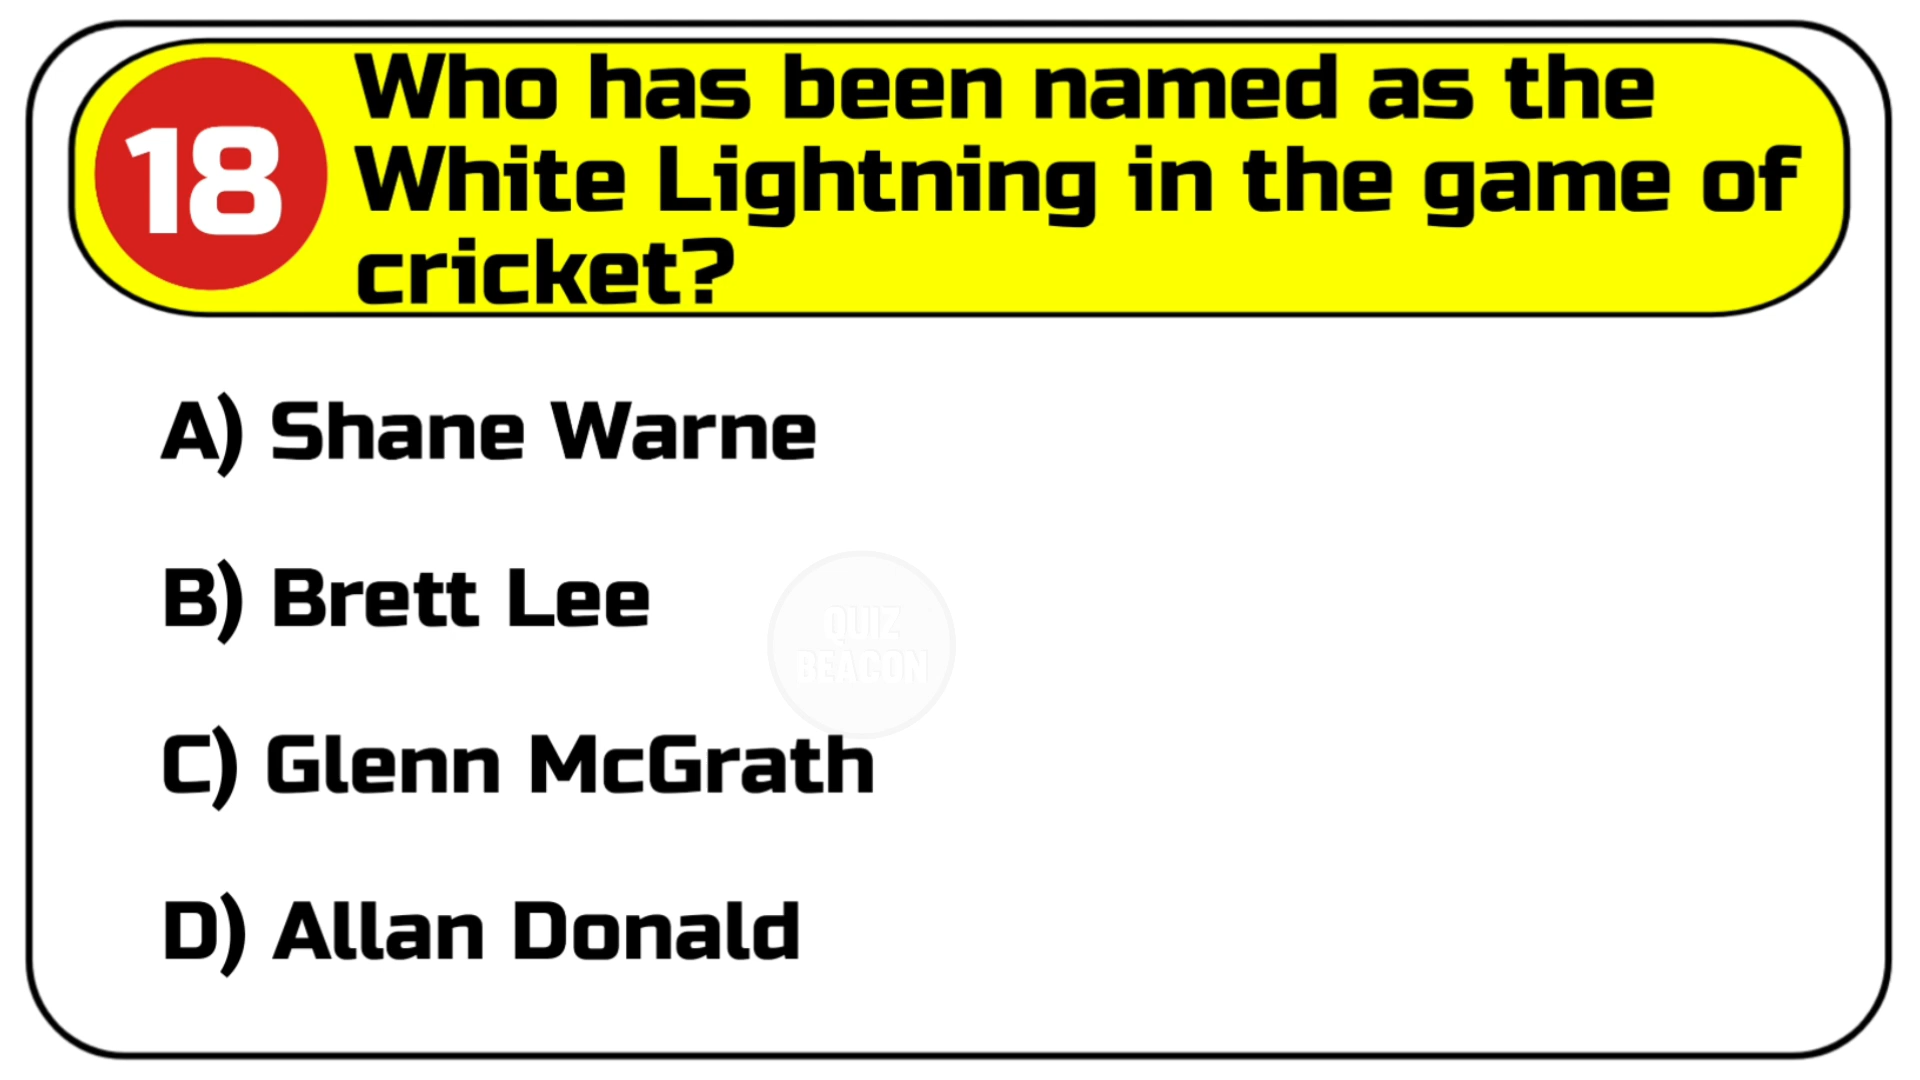 18
Who has been named as the
White Lightning in the game of
cricket?
A) Shane Warne
B) Brett Lee
QUIZ
BEACON
C) Glenn McGrath
D) Allan Donald